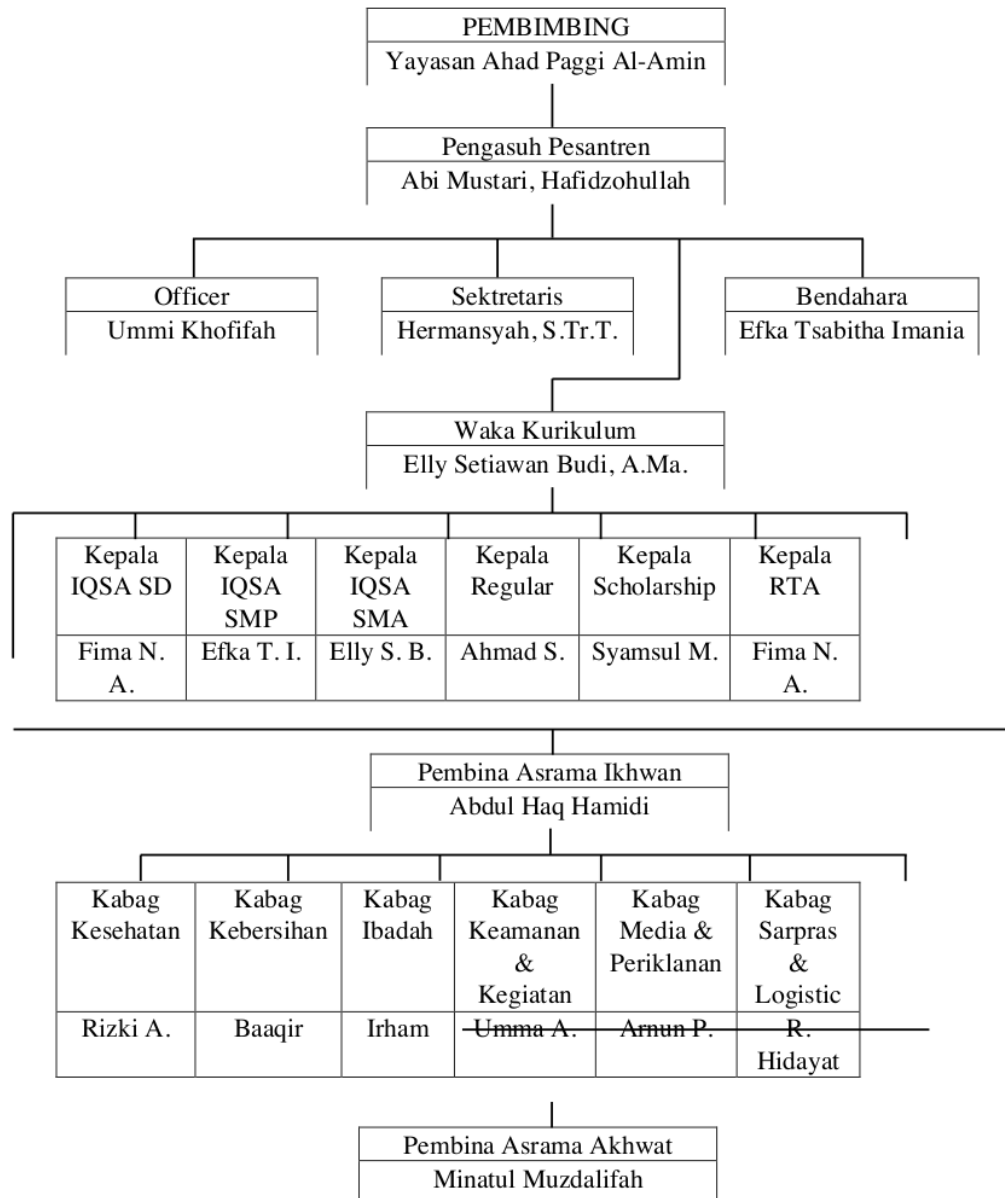 PEMBIMBING
Yayasan Ahad Paggi Al-Amin
Pengasuh Pesantren
Abi Mustari, Hafidzohullah
Officer
Ummi Khofifah
Sektretaris
Hermansyah, S.Tr.T.
Bendahara
Efka Tsabitha Imania
Waka Kurikulum
Elly Setiawan Budi, A.Ma.
Kepala
IQSA SD
Kepala
IQSA
SMP
Kepala
IQSA
SMA
Kepala
Regular
Kepala
Scholarship
Kepala
RTA
Fima N.
A.
Efka T. I.
Elly S. B.
Ahmad S.
Syamsul M.
Fima N.
A.
Pembina Asrama Ikhwan
Abdul Haq Hamidi
Kabag
Kesehatan
Kabag
Kebersihan
Kabag
Ibadah
Kabag
Keamanan
&
Kegiatan
Kabag
Media &
Periklanan
Kabag
Sarpras
&
Logistic
Rizki A.
Baaqir
Irham
Umma A.
Arnun P.
R.
Hidayat
Pembina Asrama Akhwat
Minatul Muzdalifah